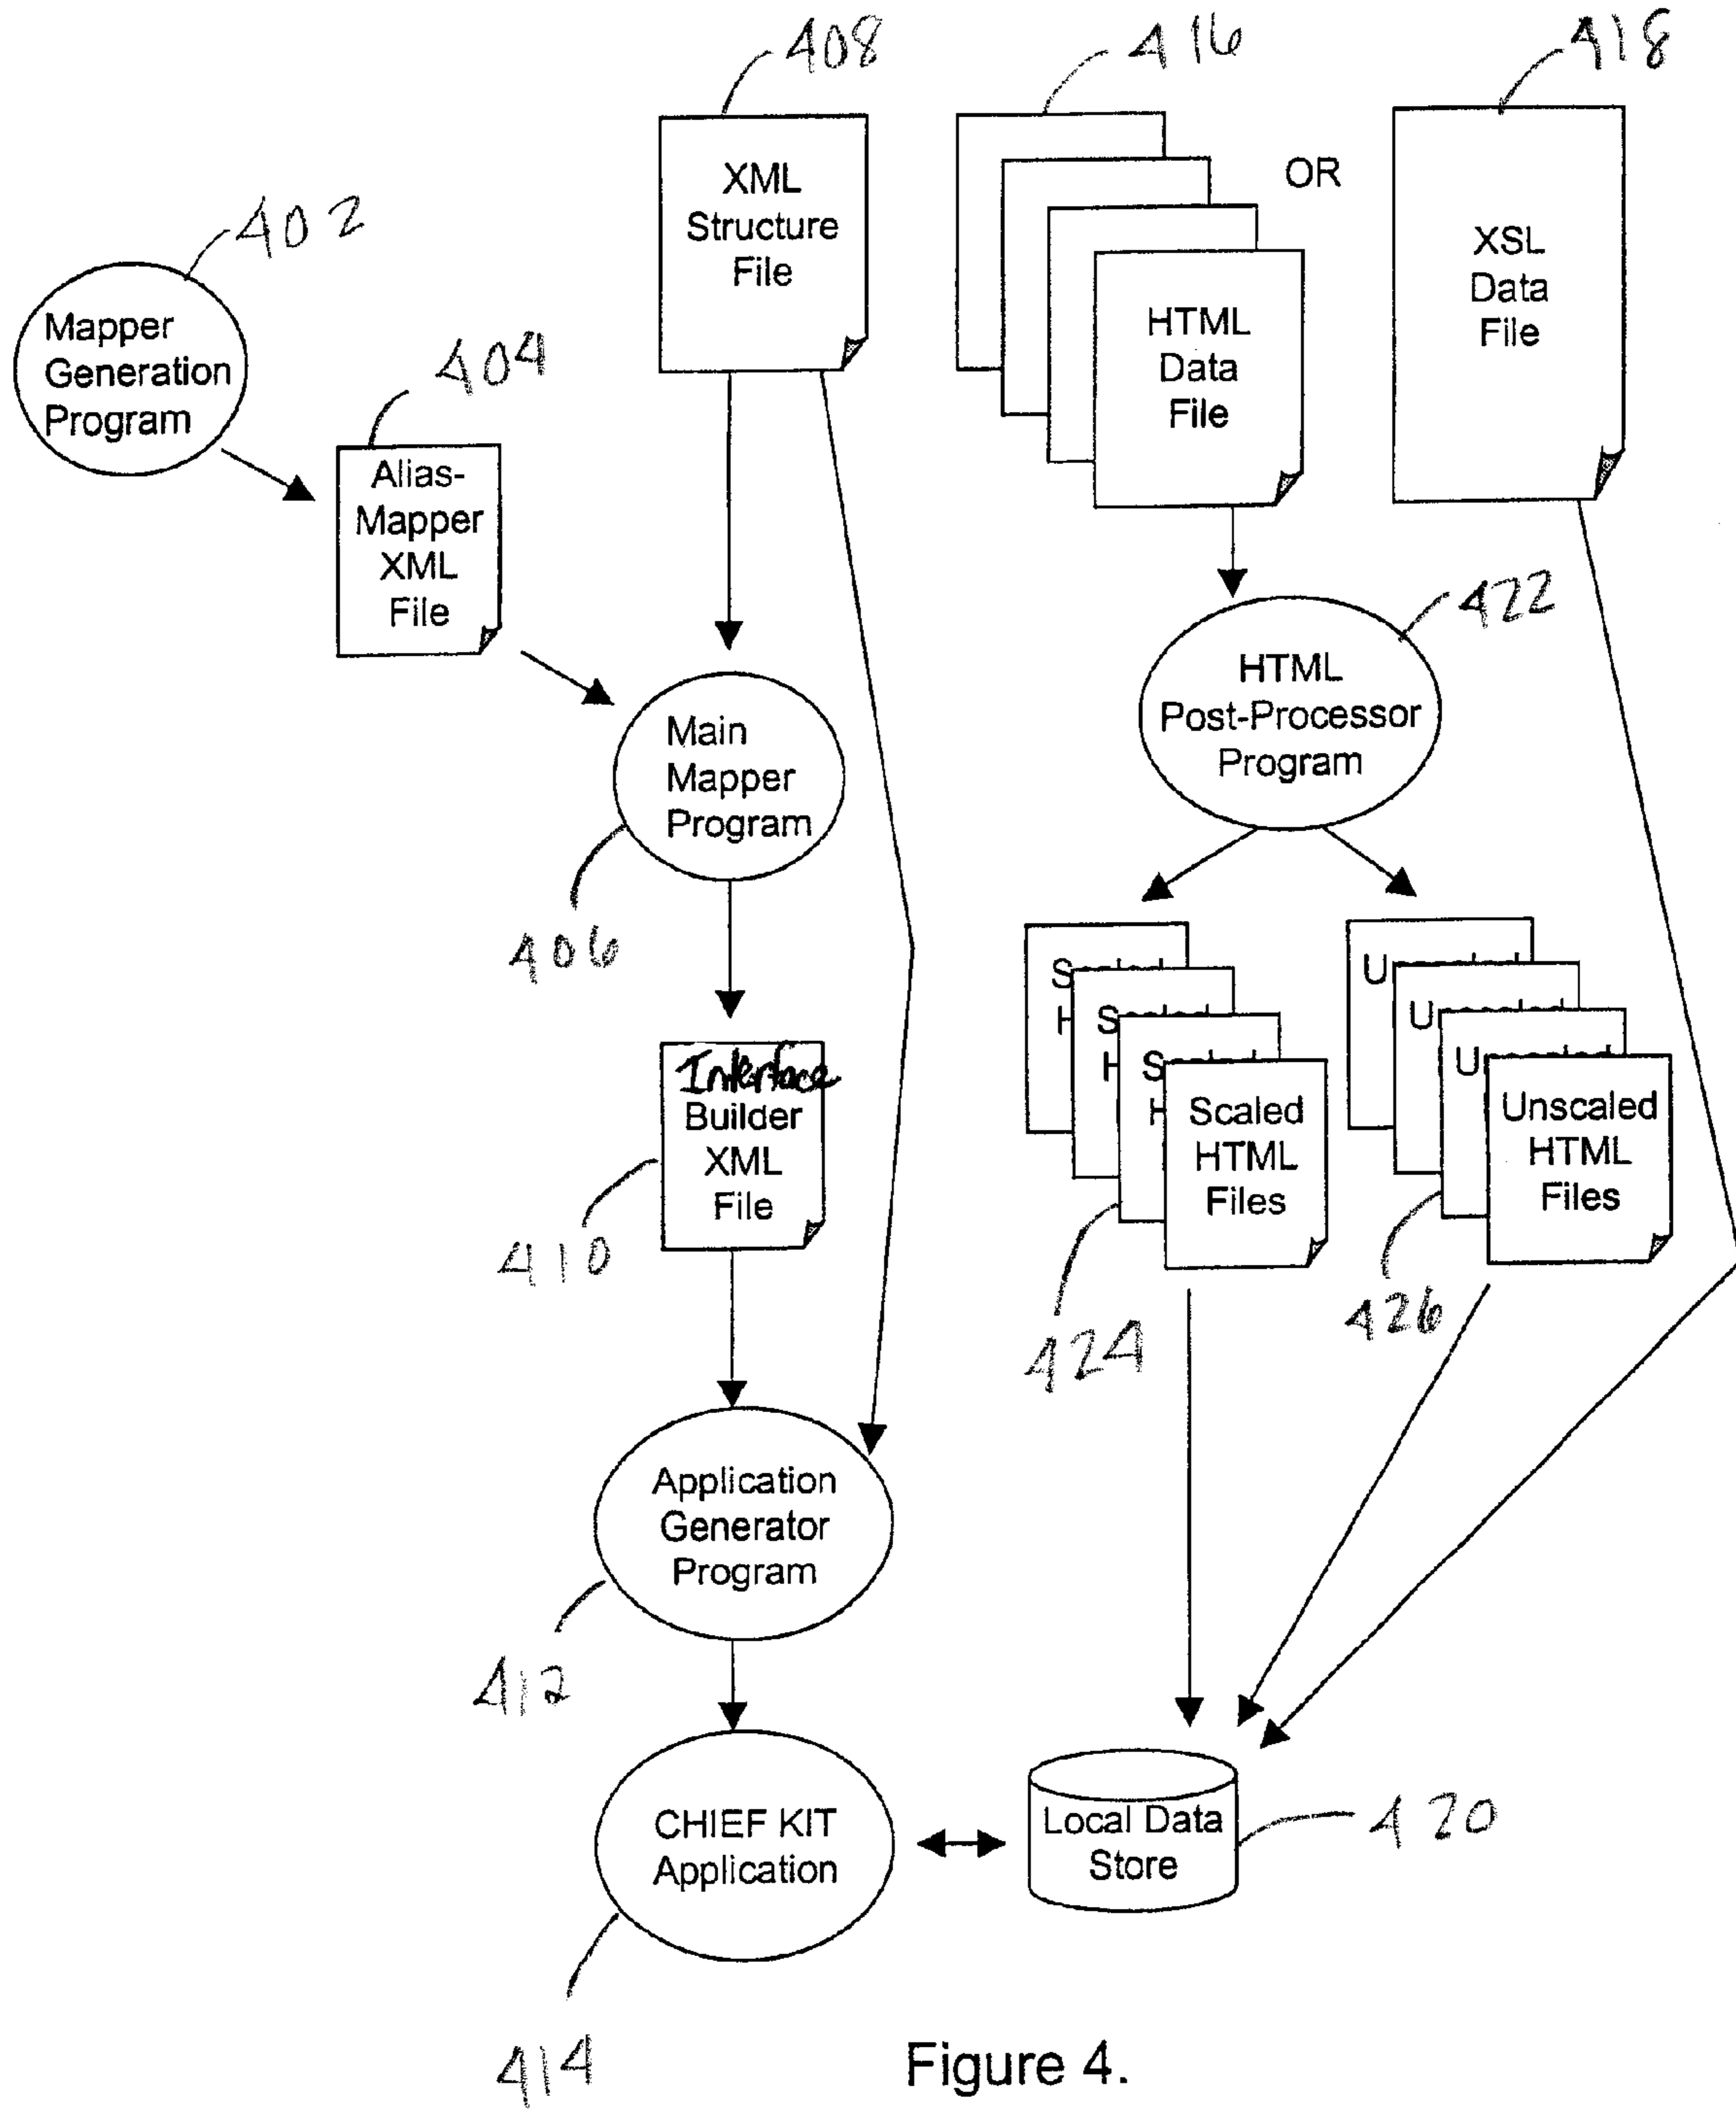 408
416
418
XML
Structure
File
OR
XSL
Data
File
402
Mapper
Generation
Program
HTML
Data
File
404
Alias-
Mapper
XML
File
422
HTML
Post-Processor
Program
Main
Mapper
Program
406
S
H
S
H
S
H
Scaled
HTML
Files
U
U
U
Unscaled
HTML
Files
Interface
Builder
XML
File
410
424
426
Application
Generator
Program
412
CHIEF KIT
Application
Local Data
Store
420
414
Figure 4.